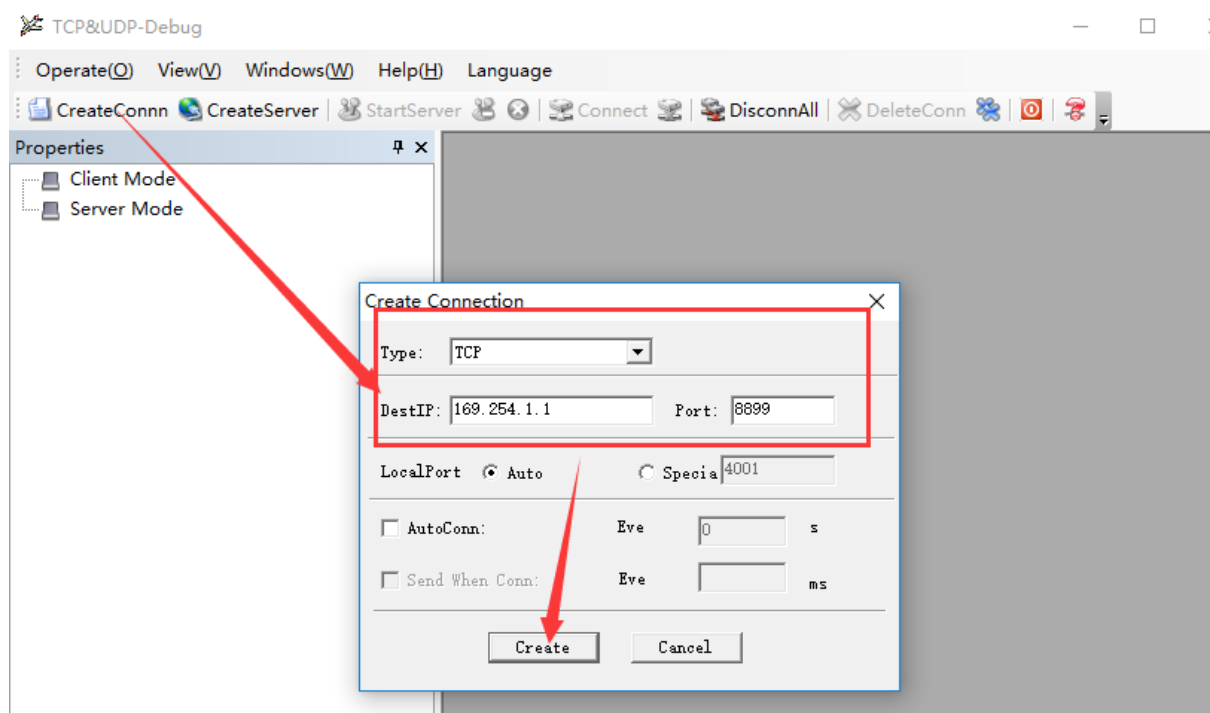 TCP&UDP-Debug
Operate(O) View(V) Windows(W) Help(H) Language
CreateConnn CreateServer StartServer Connect DisconnAll DeleteConn
Properties
Client Mode
Server Mode
Create Connection
Type: TCP
DestIP: 169.254.1.1 Port: 8899
LocalPort Auto Specia 4001
AutoConn: Eve 0 s
Send When Conn: Eve ms
Create Cancel